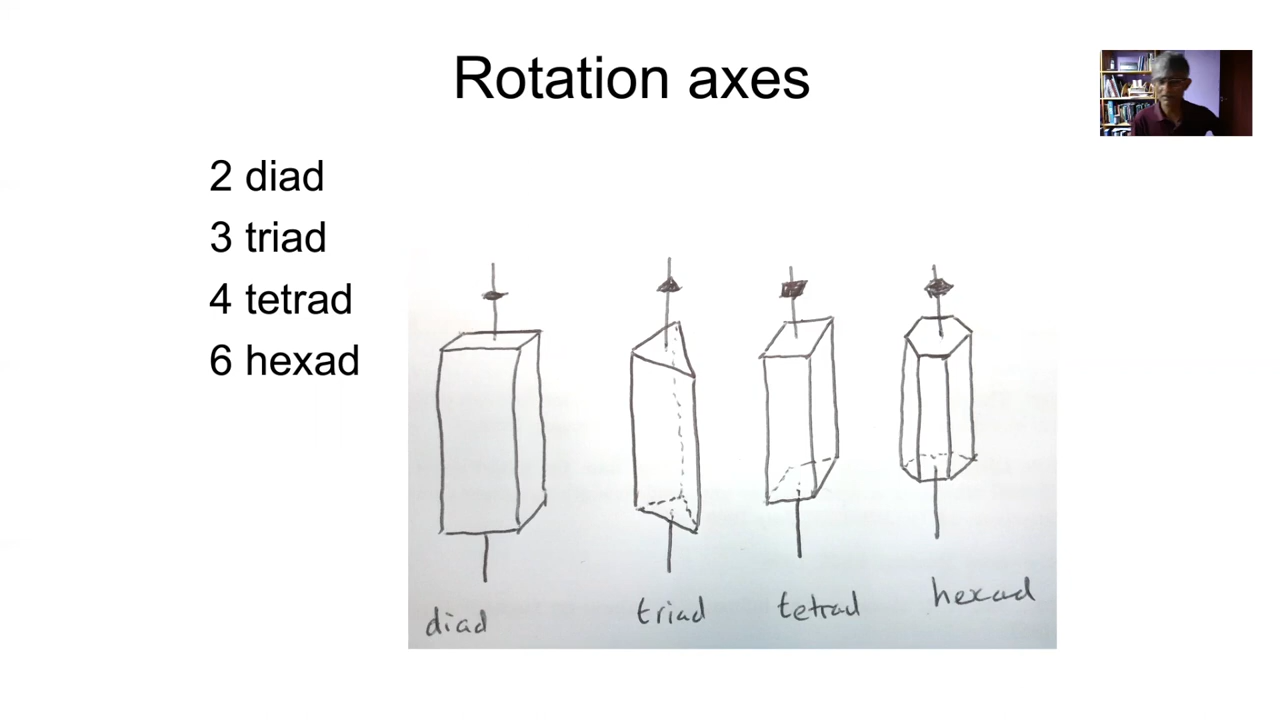 Rotation axes
2 diad
3 triad
4 tetrad
6 hexad
diad
triad
tetrad
hexad